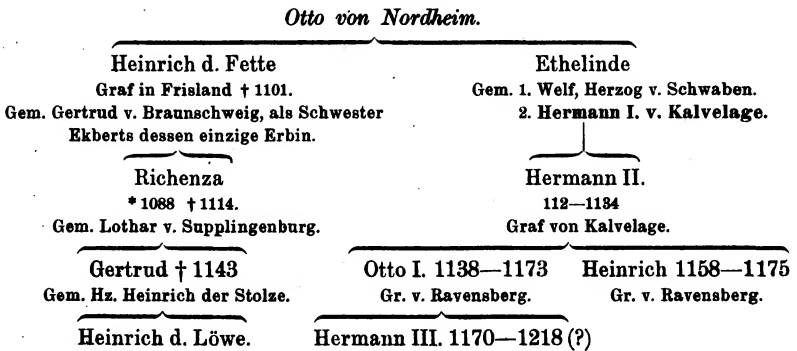 Otto von Nordheim.
Heinrich d. Fette
Graf in Frisland † 1101.
Gem. Gertrud v. Braunschweig, als Schwester
Ekberts dessen einzige Erbin.
Ethelinde
Gem. 1. Welf, Herzog v. Schwaben.
2. Hermann I. v. Kalvelage.
Richenza
* 1088 † 1114.
Gem. Lothar v. Supplingenburg.
Hermann II.
112—1134
Graf von Kalvelage.
Gertrud † 1143
Gem. Hz. Heinrich der Stolze.
Otto I. 1138—1173
Gr. v. Ravensberg.
Heinrich 1158—1175
Gr. v. Ravensberg.
Heinrich d. Löwe.
Hermann III. 1170—1218 (?)